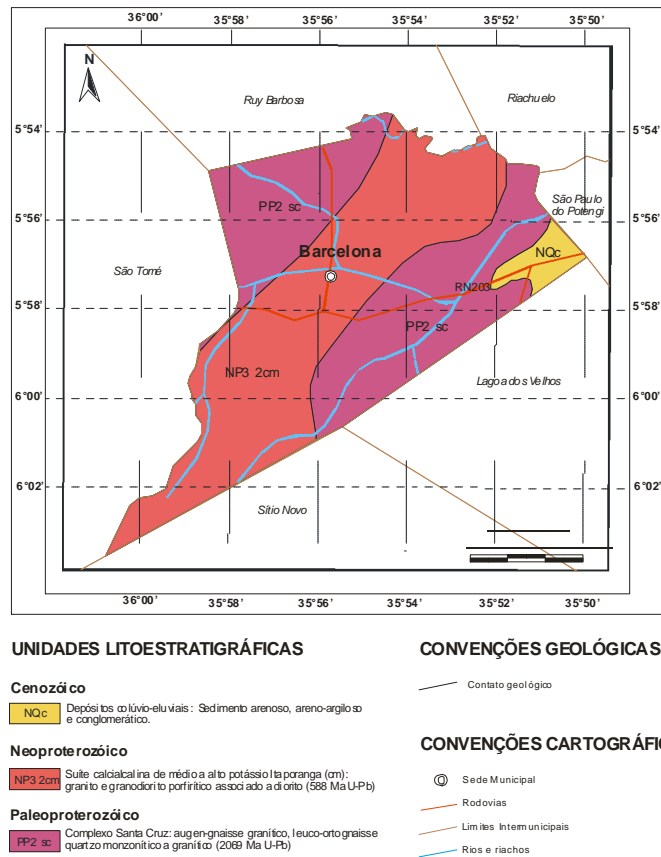 36°00' 35°58' 35°56' 35°54' 35°52' 35°50'
N
Ruy Barbosa
Riachuelo
5°54' 5°54'
PP2 sc
São Paulo
do Potengi
5°56' 5°56'
Barcelona
NQc
São Tomé
RN203
5°58' 5°58'
PP2 sc
NP3 2cm
Lagoa dos Velhos
6°00' 6°00'
6°02' 6°02'
Sítio Novo
36°00' 35°58' 35°56' 35°54' 35°52' 35°50'
UNIDADES LITOESTRATIGRÁFICAS
Cenozóico
NQc Depósitos colúvio-eluviais: Sedimento arenoso, areno-argiloso
e conglomerático.
Neoproterozóico
NP3 2cm Suíte calcialcalina de médio a alto potássio Itaporanga (cm):
granito e granodiorito porfirítico associado a diorito (588 Ma U-Pb)
Paleoproterozóico
PP2 sc Complexo Santa Cruz: augen-gnaisse granítico, leuco-ortognaisse
quartzo monzonítico a granítico (2069 Ma U-Pb)
CONVENÇÕES GEOLÓGICAS
Contato geológico
CONVENÇÕES CARTOGRÁFIC
Sede Municipal
Rodovias
Limites Intermunicipais
Rios e riachos